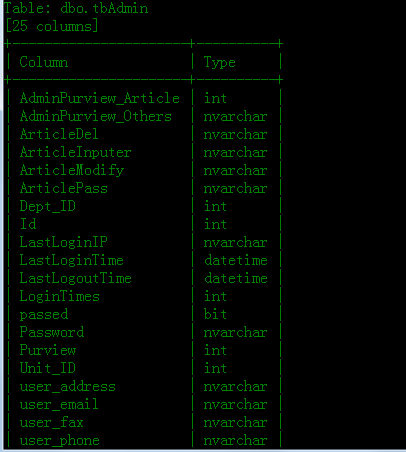 Table: dbo.tbAdmin
[25 columns]
+----------------------+-----------+
| Column | Type |
+----------------------+-----------+
| AdminPurview_Article | int |
| AdminPurview_Others | nvarchar |
| ArticleDel | nvarchar |
| ArticleInputer | nvarchar |
| ArticleModify | nvarchar |
| ArticlePass | nvarchar |
| Dept_ID | int |
| Id | int |
| LastLoginIP | nvarchar |
| LastLoginTime | datetime |
| LastLogoutTime | datetime |
| LoginTimes | int |
| passed | bit |
| Password | nvarchar |
| Purview | int |
| Unit_ID | int |
| user_address | nvarchar |
| user_email | nvarchar |
| user_fax | nvarchar |
| user_phone | nvarchar |